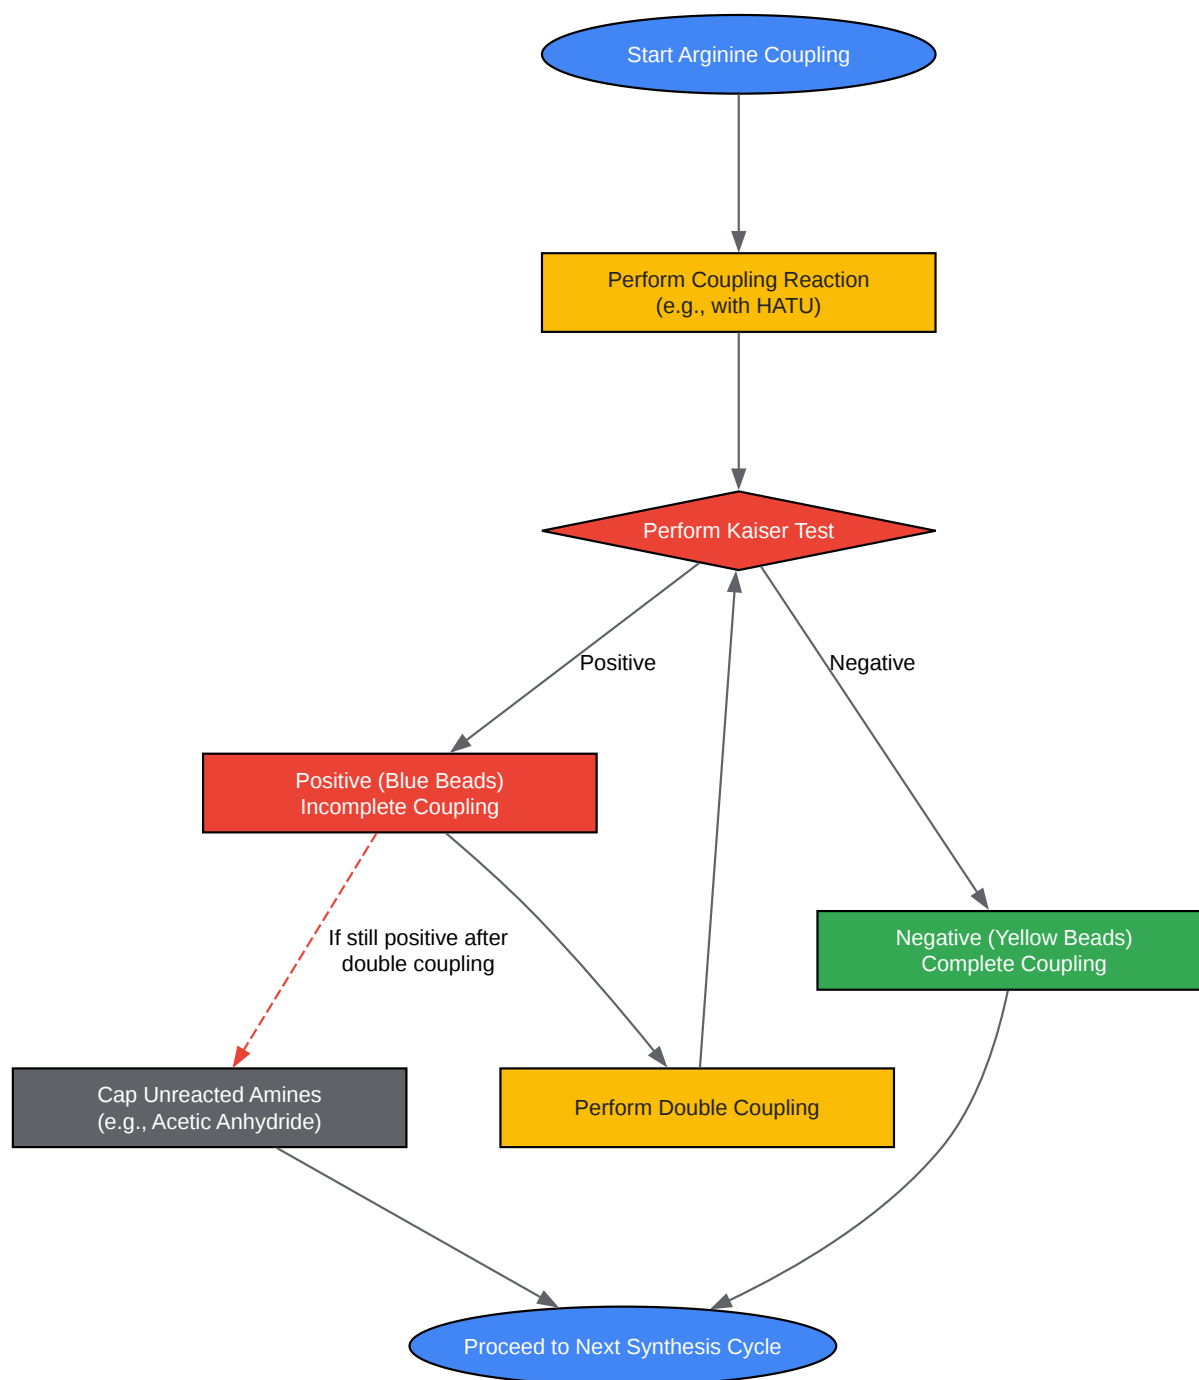 Start Arginine Coupling
Perform Coupling Reaction
(e.g., with HATU)
Perform Kaiser Test
Positive
Negative
Positive (Blue Beads)
Incomplete Coupling
If still positive after
double coupling
Negative (Yellow Beads)
Complete Coupling
Cap Unreacted Amines
(e.g., Acetic Anhydride)
Perform Double Coupling
Proceed to Next Synthesis Cycle